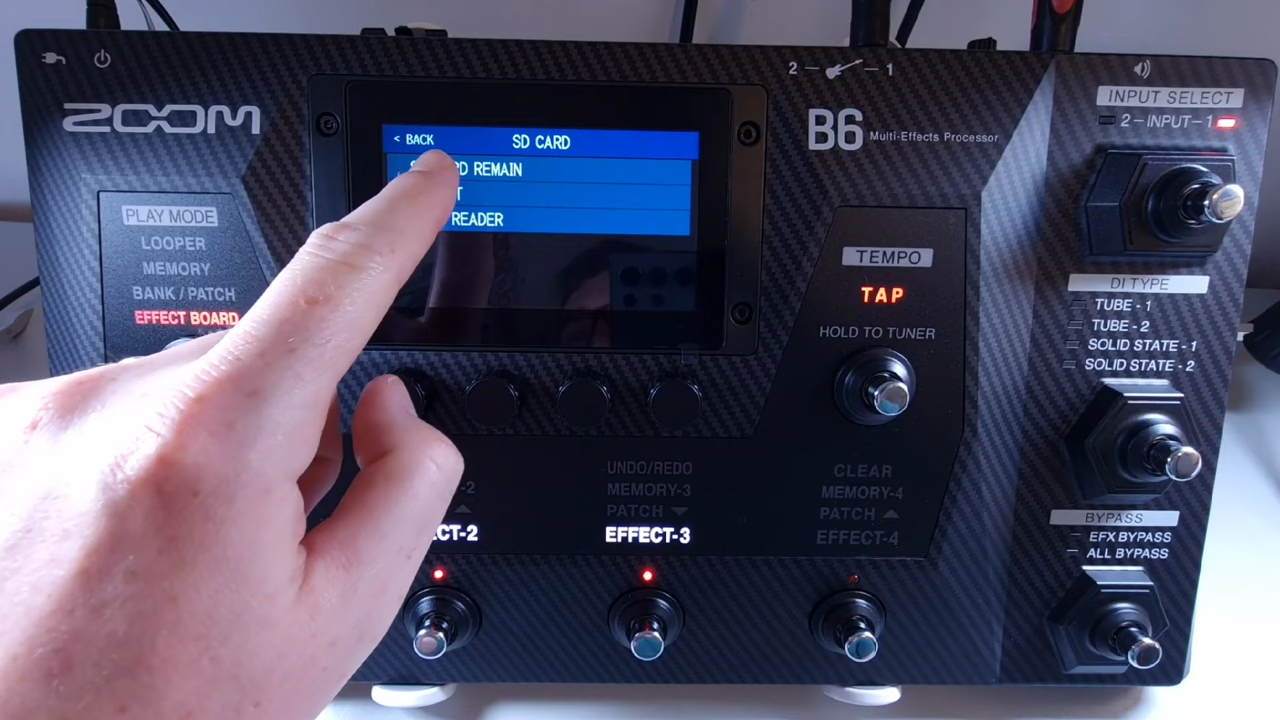 2 — 1
INPUT SELECT
2 - INPUT - 1
ZOOM
B6 Multi-Effects Processor
< BACK
SD CARD
REMAIN
READER
PLAY MODE
LOOPER
MEMORY
BANK / PATCH
EFFECT BOARD
TEMPO
TAP
HOLD TO TUNER
DI TYPE
TUBE - 1
TUBE - 2
SOLID STATE - 1
SOLID STATE - 2
UNDO/REDO
MEMORY-3
PATCH
EFFECT-3
CLEAR
MEMORY-4
PATCH
EFFECT-4
BYPASS
EFX BYPASS
ALL BYPASS